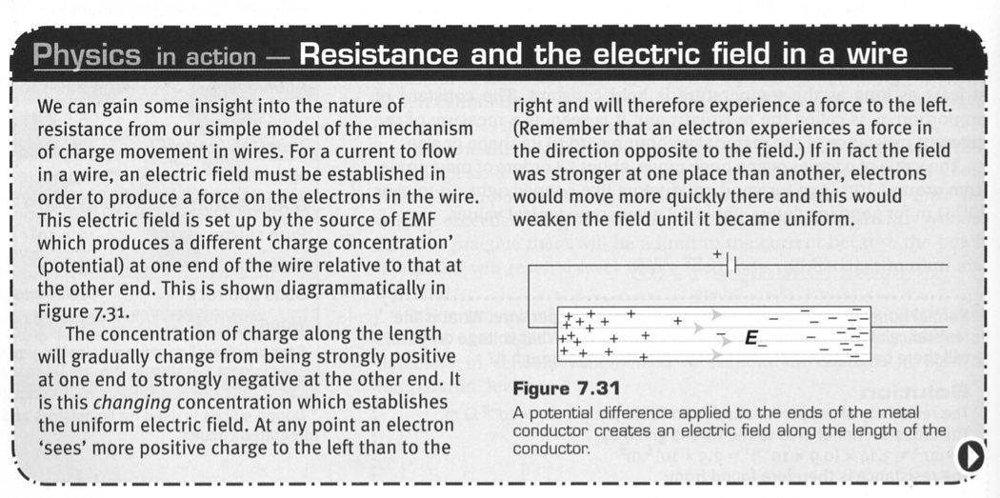 Physics in action — Resistance and the electric field in a wire
We can gain some insight into the nature of
resistance from our simple model of the mechanism
of charge movement in wires. For a current to flow
in a wire, an electric field must be established in
order to produce a force on the electrons in the wire.
This electric field is set up by the source of EMF
which produces a different ‘charge concentration’
(potential) at one end of the wire relative to that at
the other end. This is shown diagrammatically in
Figure 7.31.
The concentration of charge along the length
will gradually change from being strongly positive
at one end to strongly negative at the other end. It
is this changing concentration which establishes
the uniform electric field. At any point an electron
‘sees’ more positive charge to the left than to the
right and therefore experiences a force to the left.
(Remember that an electron experiences a force in
the direction opposite to the field.) If in fact the field
was stronger at one place than another, electrons
would move more quickly there and this would
weaken the field until it became uniform.
+
E
Figure 7.31
A potential difference applied to the ends of the metal
conductor creates an electric field along the length of the
conductor.